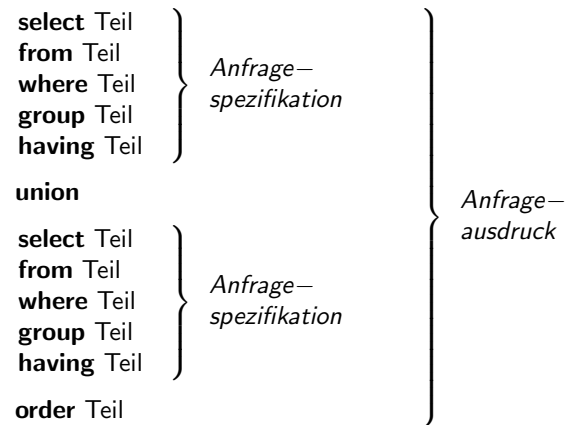 select Teil
from Teil
where Teil
group Teil
having Teil
Anfrage–
spezifikation
union
select Teil
from Teil
where Teil
group Teil
having Teil
Anfrage–
spezifikation
order Teil
Anfrage–
ausdruck